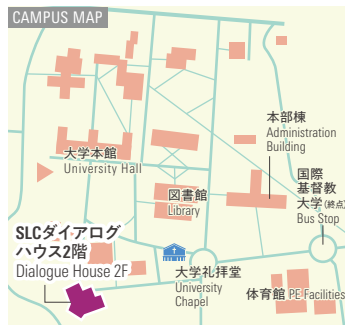 CAMPUS MAP
本部棟
Administration
Building
大学本館
University Hall
国際
基督教
大学(終点)
Bus Stop
図書館
Library
SLCダイアログ
ハウス2階
Dialogue House 2F
大学礼拝堂
University
Chapel
体育館 PE Facilities